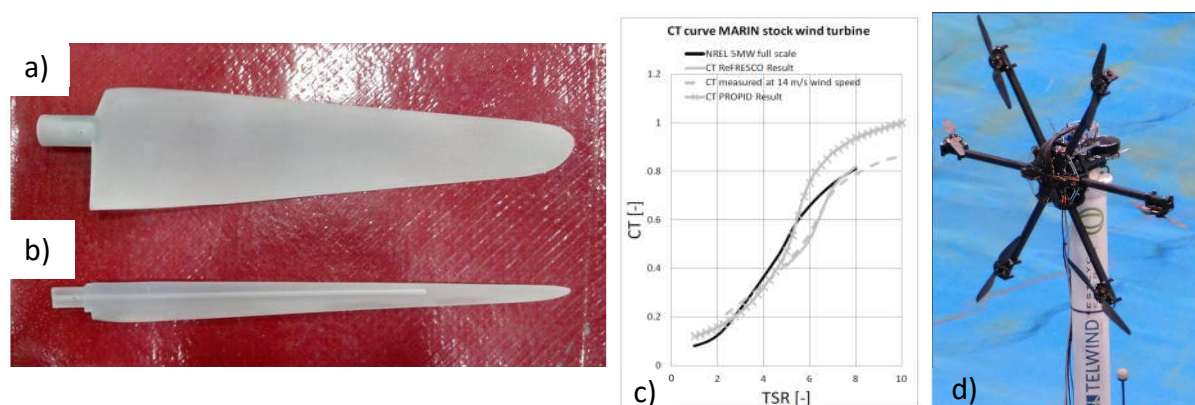 a)
b)
CT curve MARIN stock wind turbine
NREL 5MW full scale
CT ReFRESCO Result
CT measured at 14 m/s wind speed
CT PROPID Result
1.2
1
0.8
0.6
0.4
0.2
0
CT [-]
0 2 4 6 8 10
TSR [-]
c)
TELWIND
d)